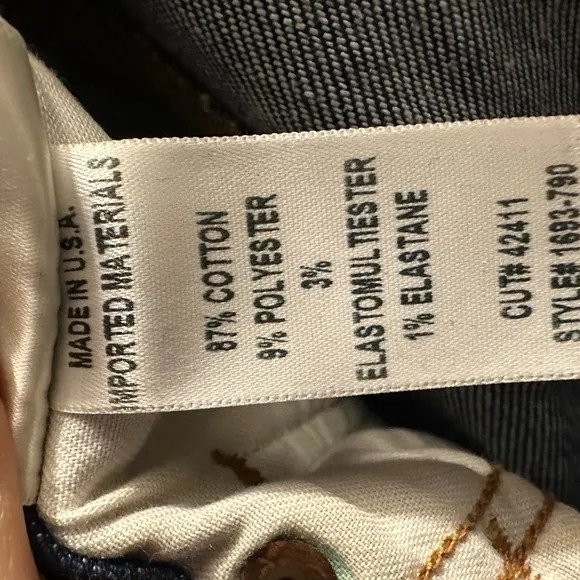 MADE IN U.S.A.
IMPORTED MATERIALS
87% COTTON
9% POLYESTER
3%
ELASTOMULTIESTER
1% ELASTANE
CUT# 42411
STYLE# 1693-790